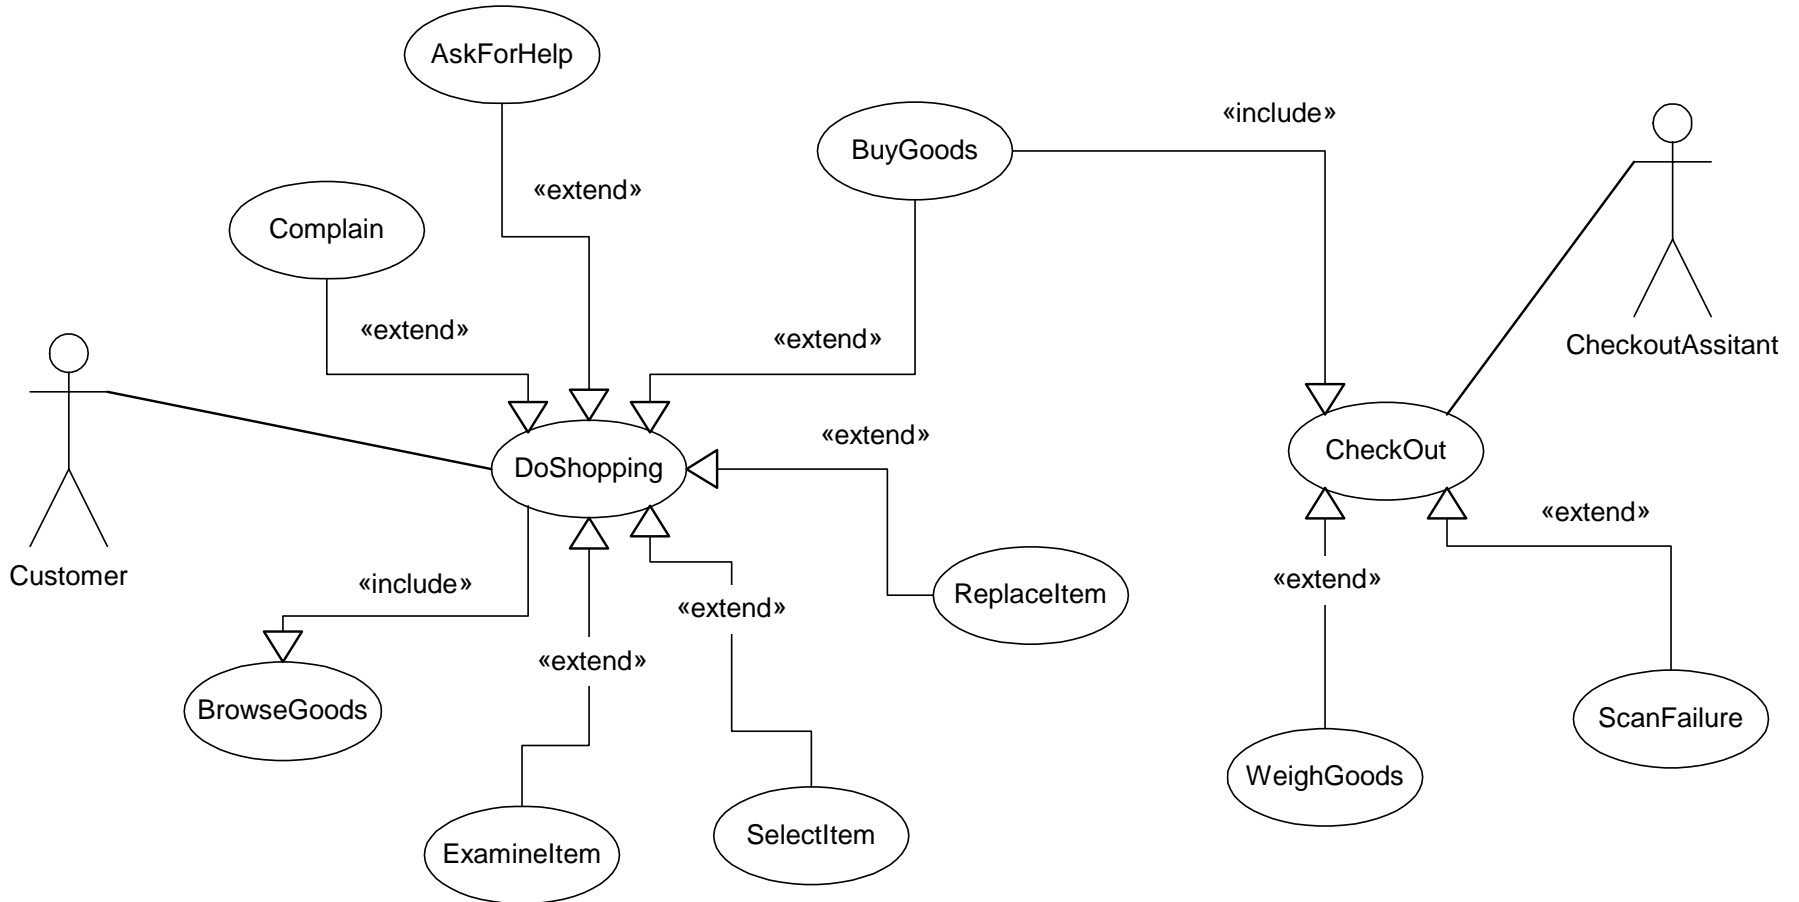 AskForHelp
«include»
BuyGoods
«extend»
Complain
«extend»
«extend»
CheckoutAssitant
«extend»
DoShopping
CheckOut
«extend»
Customer
«include»
«extend»
ReplaceItem
«extend»
«extend»
BrowseGoods
ScanFailure
WeighGoods
ExamineItem
SelectItem